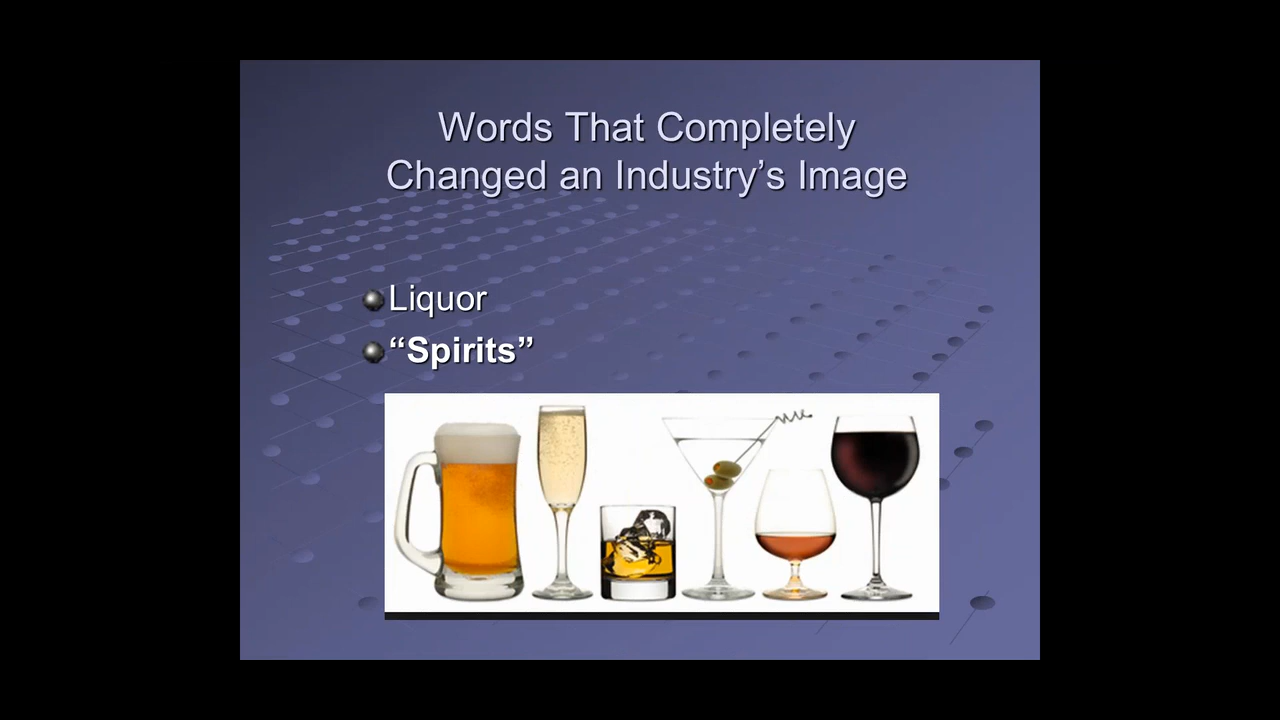 Words That Completely
Changed an Industry’s Image
Liquor
“Spirits”